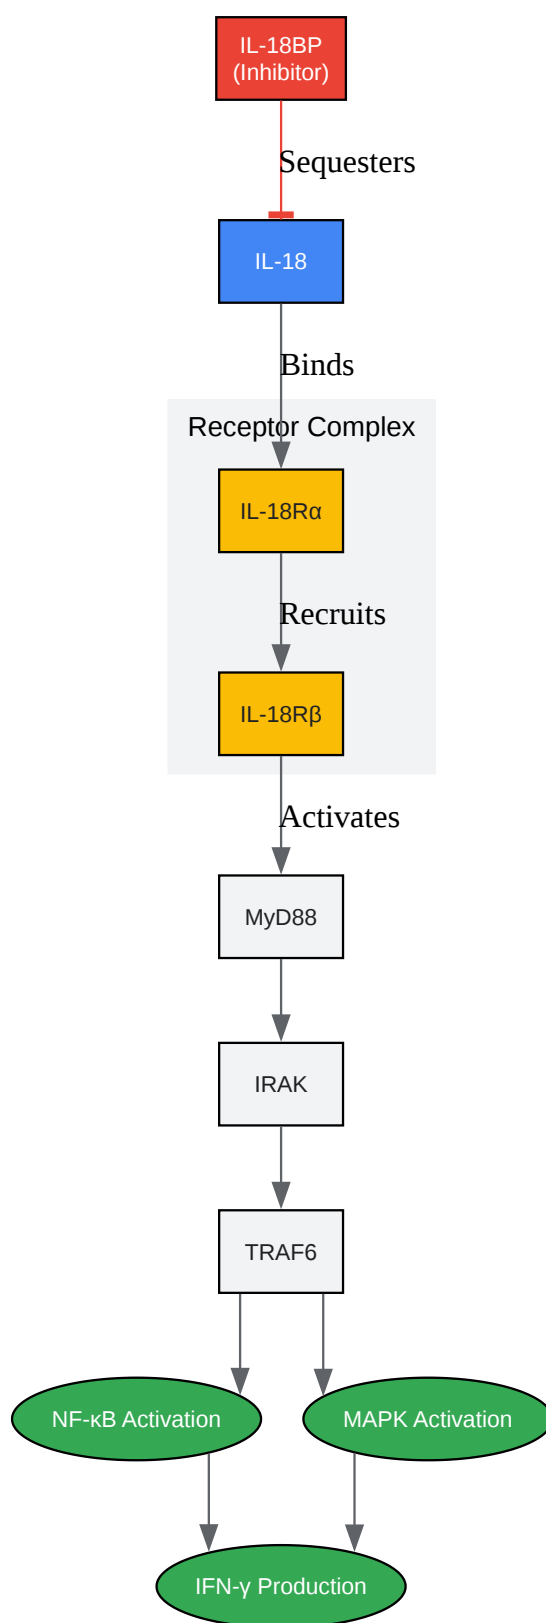 IL-18BP
(Inhibitor)
Sequesters
IL-18
Binds
Receptor Complex
IL-18Rα
Recruits
IL-18Rβ
Activates
MyD88
IRAK
TRAF6
NF-κB Activation
MAPK Activation
IFN-γ Production